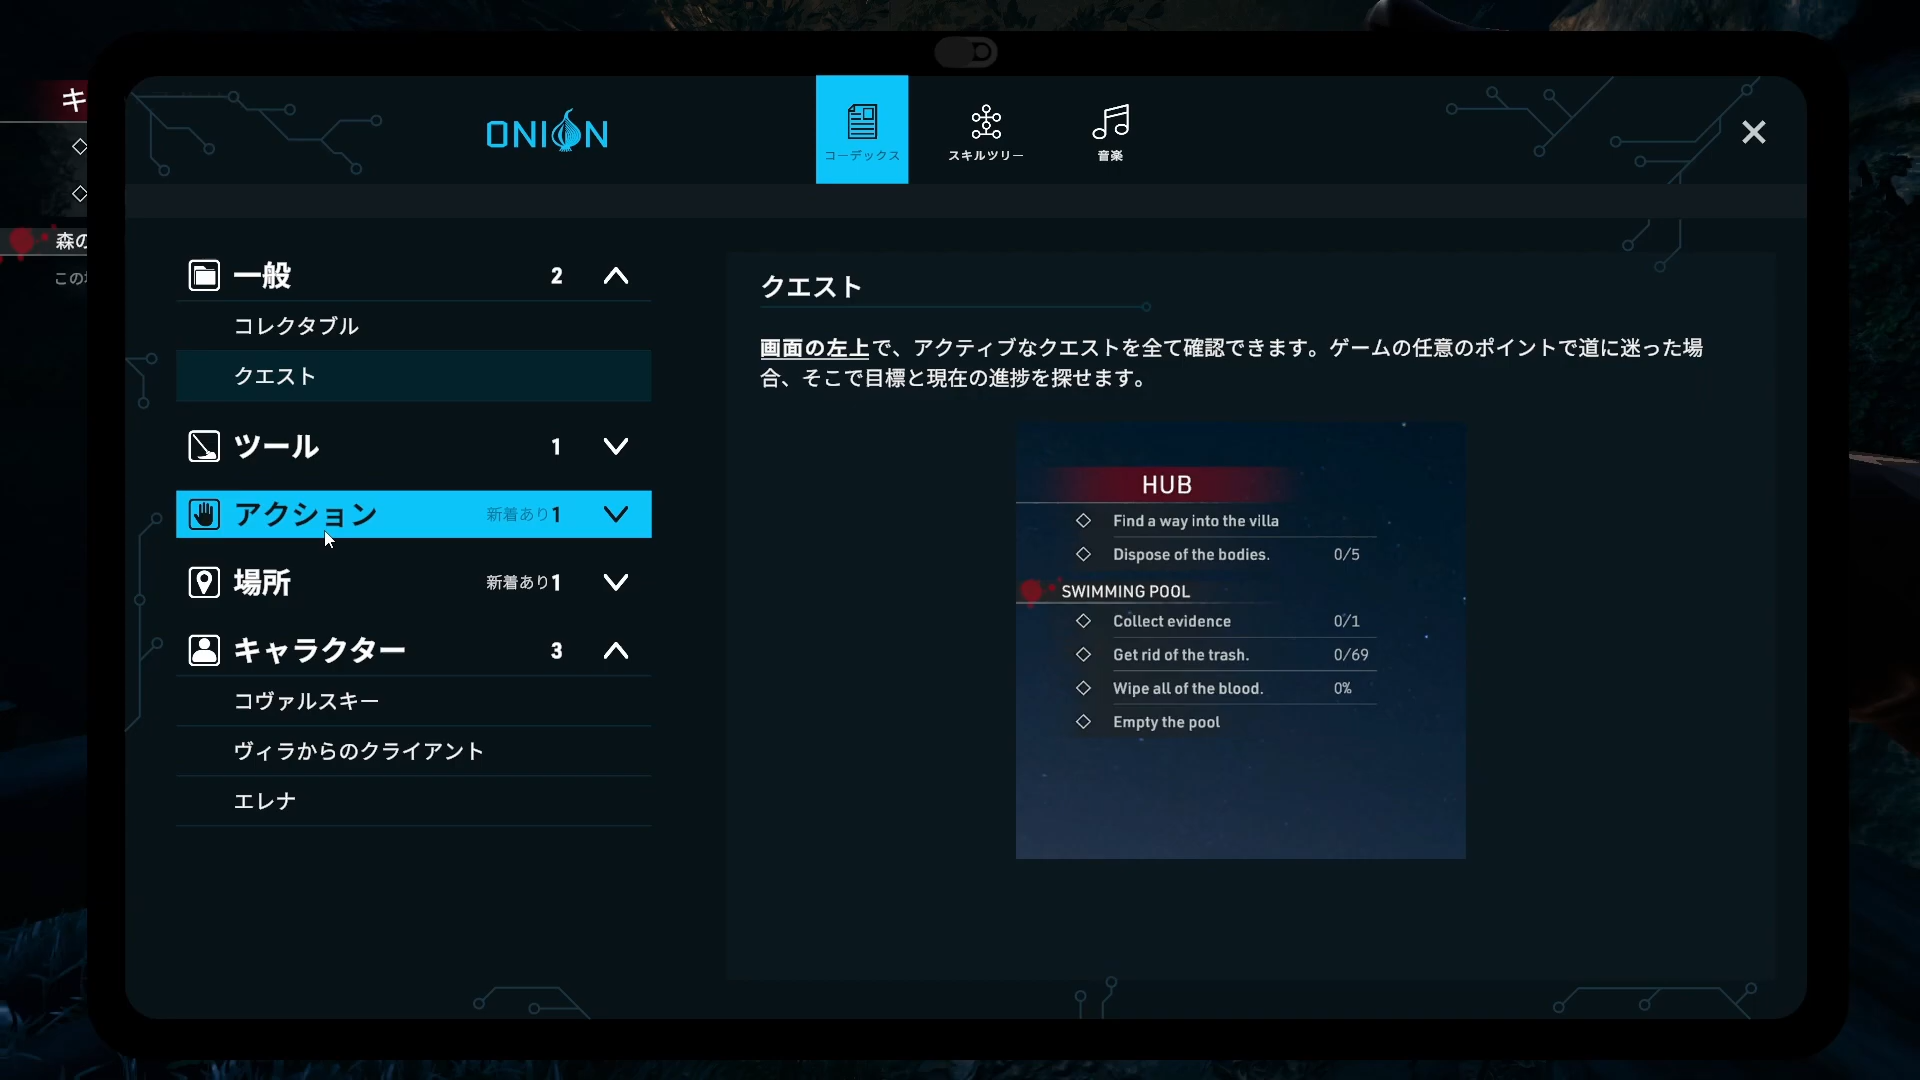 キ
森の
この
ONION
コーデックス
スキルツリー
音楽
一般 2
コレクタブル
クエスト
ツール 1
アクション 新着あり1
場所 新着あり1
キャラクター 3
コヴァルスキー
ヴィラからのクライアント
エレナ
クエスト
画面の左上で、アクティブなクエストを全て確認できます。ゲームの任意のポイントで道に迷った場
合、そこで目標と現在の進捗を探せます。
HUB
Find a way into the villa
Dispose of the bodies. 0/5
SWIMMING POOL
Collect evidence 0/1
Get rid of the trash. 0/69
Wipe all of the blood. 0%
Empty the pool